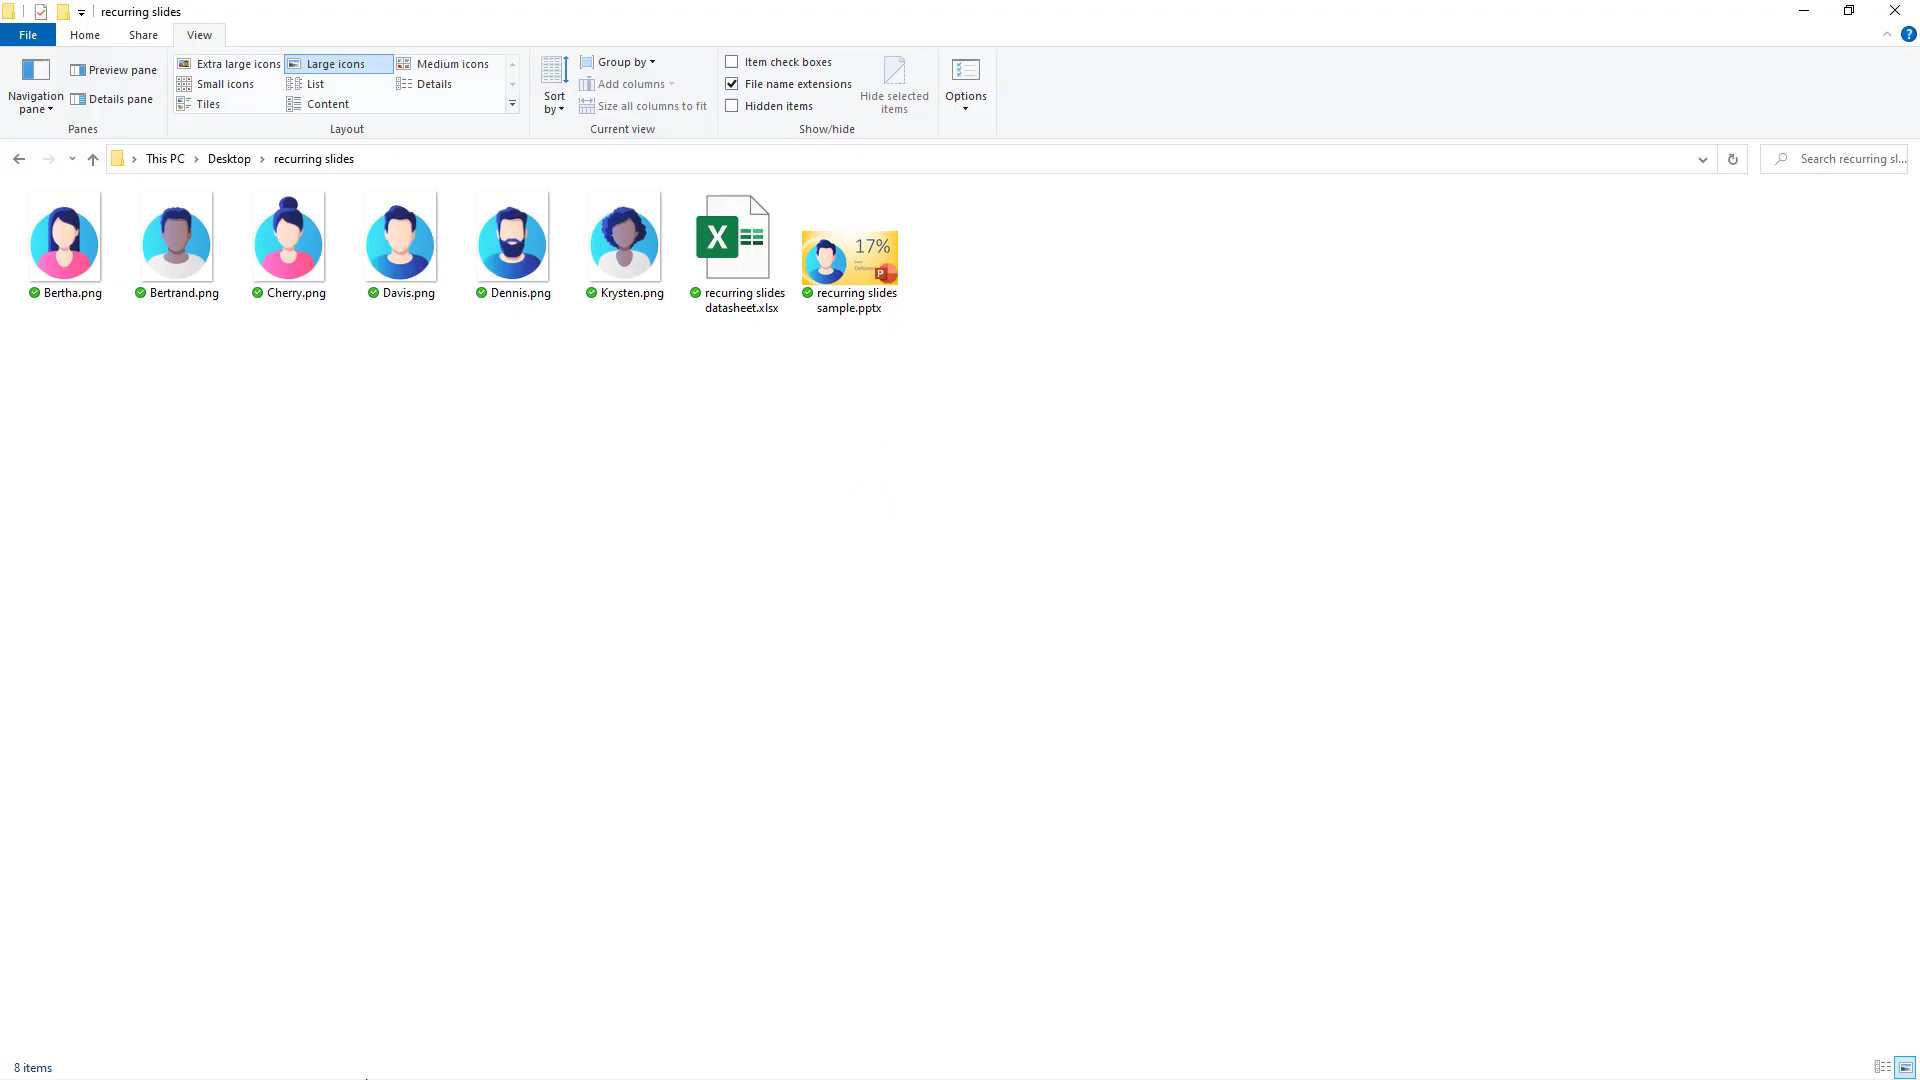 recurring slides
File
Home
Share
View
?
Navigation
pane
Preview pane
Details pane
Panes
Extra large icons
Large icons
Medium icons
Small icons
List
Details
Tiles
Content
Layout
Sort
by
Group by
Add columns
Size all columns to fit
Current view
Item check boxes
File name extensions
Hidden items
Hide selected
items
Show/hide
Options
This PC
Desktop
recurring slides
Search recurring sl...
X
17%
P
Bertha.png
Bertrand.png
Cherry.png
Davis.png
Dennis.png
Krysten.png
recurring slides
datasheet.xlsx
recurring slides
sample.pptx
8 items